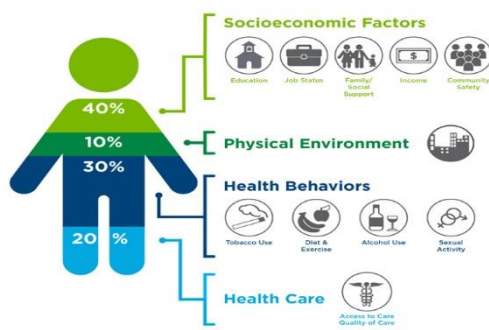 Socioeconomic Factors
Education
Job Status
Family/
Social
Support
Income
$
Community
Safety
40%
10%
Physical Environment
30%
Health Behaviors
Tobacco Use
Diet &
Exercise
Alcohol Use
Sexual
Activity
20 %
Health Care
Access to Care
Quality of Care